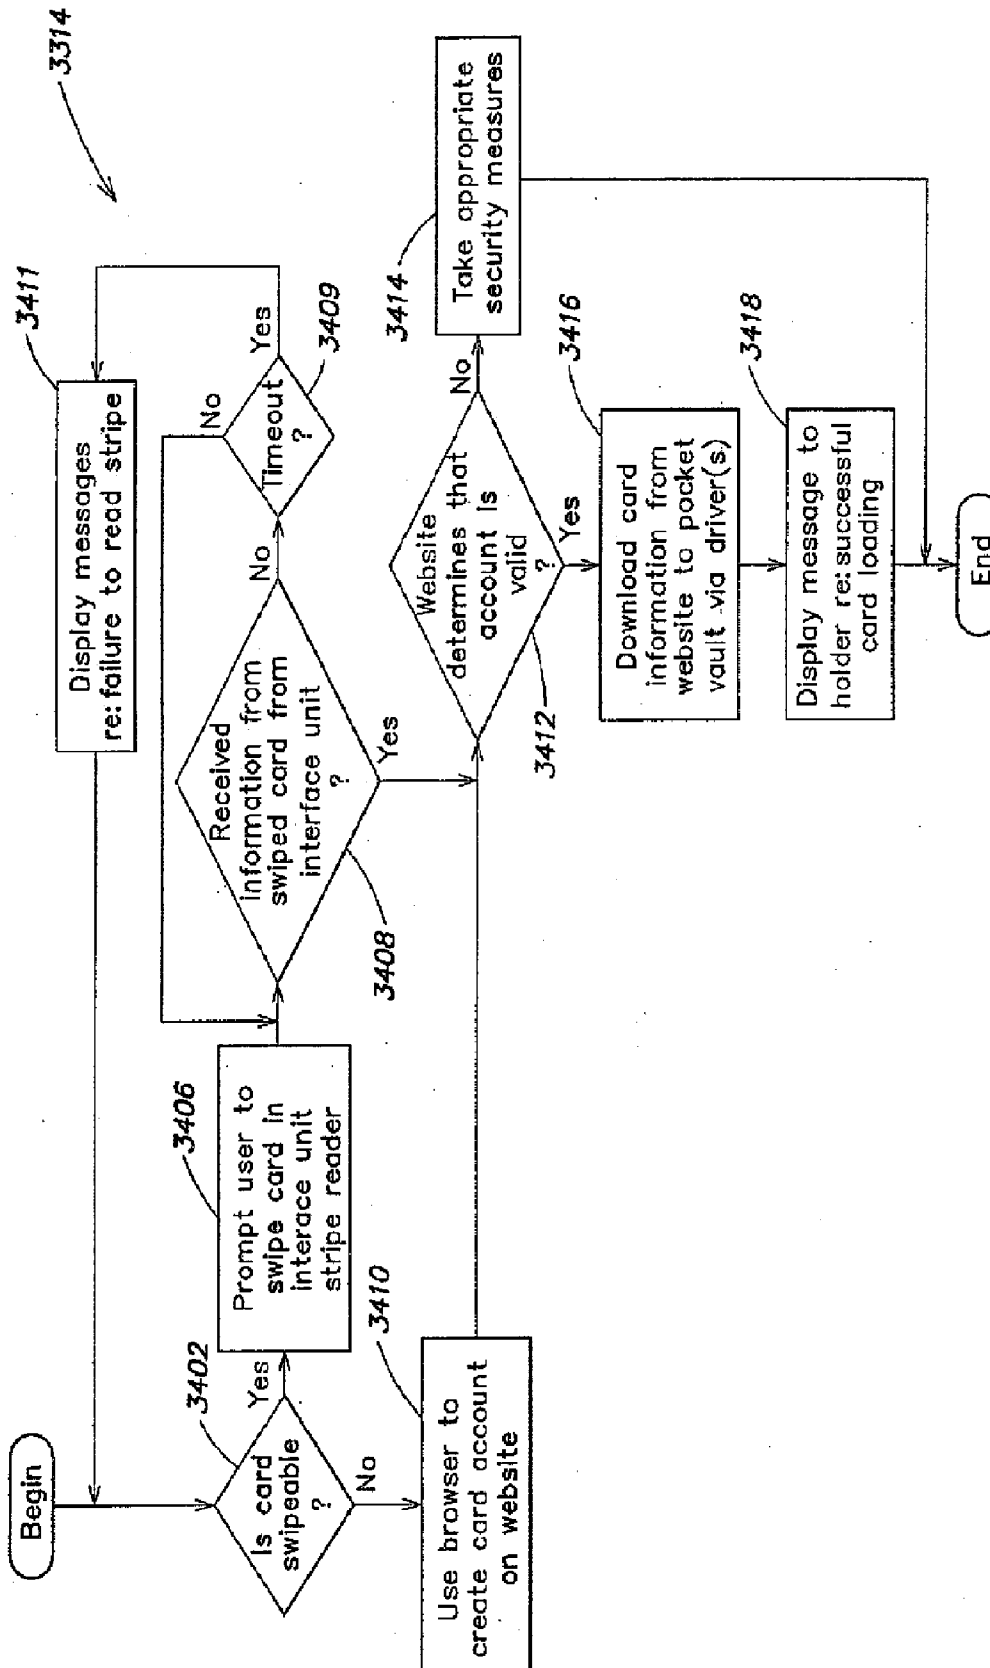 3314
Begin
3402
Is card
swipeable
?
Yes
No
3406
Prompt user to
swipe card in
interace unit
stripe reader
3408
Received
information from
swiped card from
interface unit
?
No
Yes
3409
Timeout
?
No
Yes
3411
Display messages
re: failure to read stripe
3410
Use browser to
create card account
on website
3412
Website
determines that
account is
valid
?
No
Yes
3414
Take appropriate
security measures
3416
Download card
information from
website to pocket
vault via driver(s)
3418
Display message to
holder re: successful
card loading
End